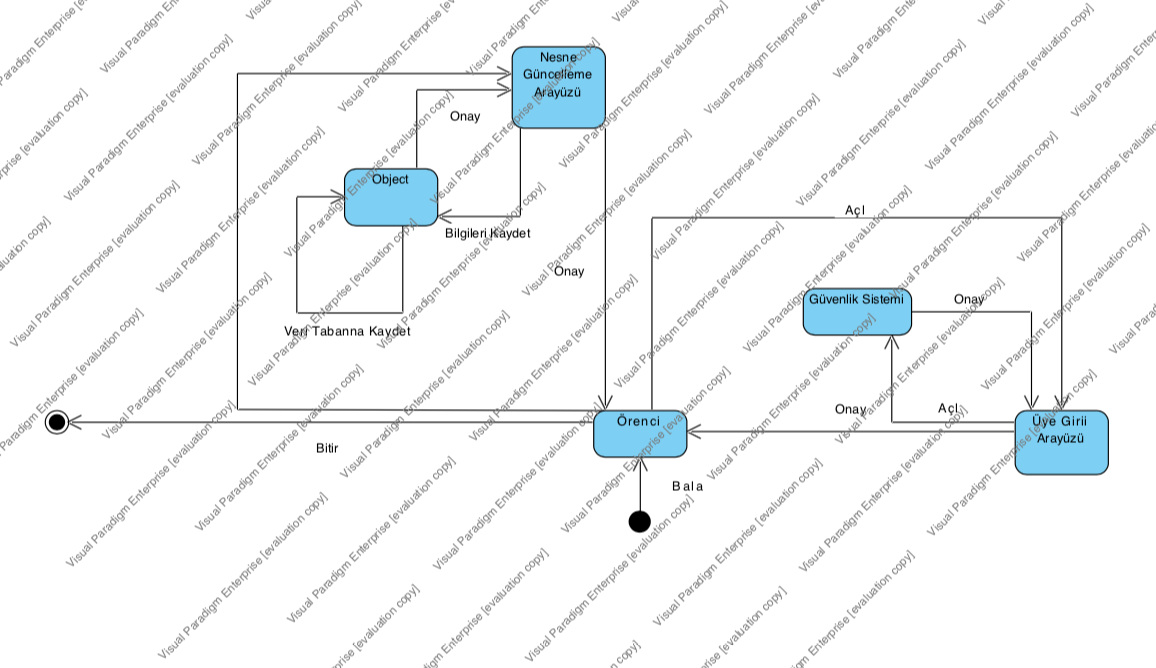 Nesne
Güncelleme
Arayüzü
Onay
Object
Bilgileri Kaydet
Açl
Onay
Güvenlik Sistemi
Onay
Veri Tabanna Kaydet
Onay
Açl
Örenci
Üye Girii
Arayüzü
Bitir
Bala
Visual Paradigm Enterprise [evaluation copy]